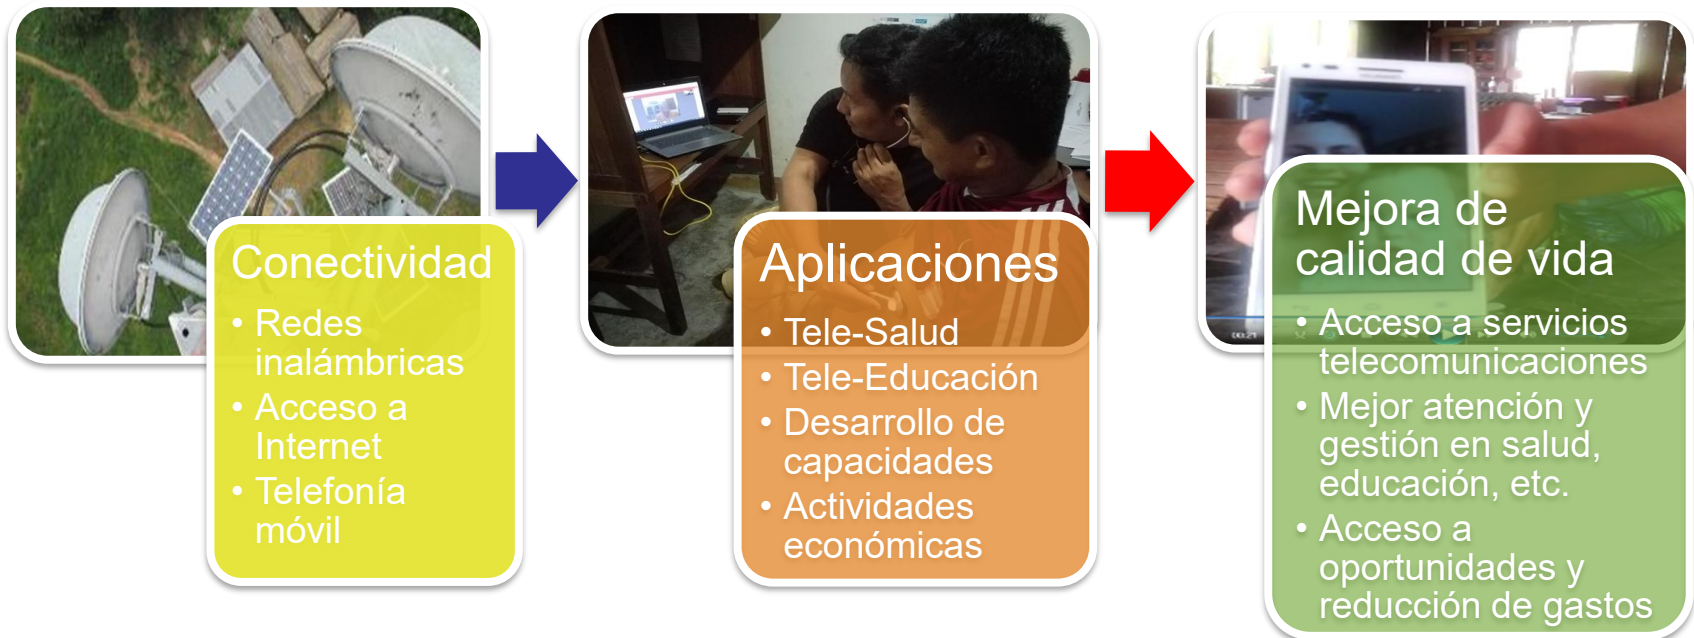 Conectividad
• Redes
inalámbricas
• Acceso a
Internet
• Telefonía
móvil
Aplicaciones
• Tele-Salud
• Tele-Educación
• Desarrollo de
capacidades
• Actividades
económicas
Mejora de
calidad de vida
• Acceso a servicios
telecomunicaciones
• Mejor atención y
gestión en salud,
educación, etc.
• Acceso a
oportunidades y
reducción de gastos